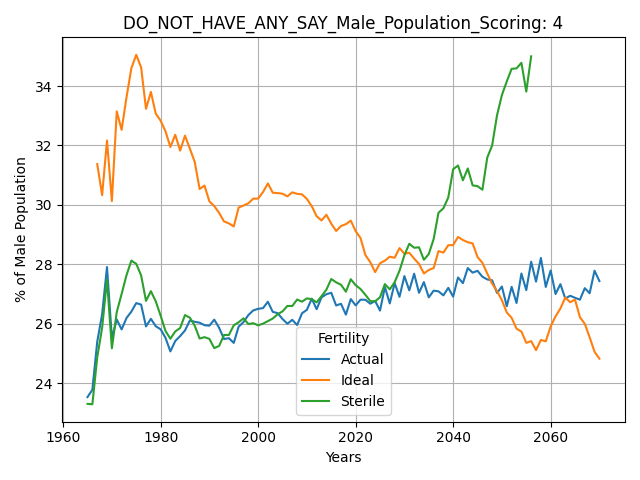 DO_NOT_HAVE_ANY_SAY_Male_Population_Scoring: 4
% of Male Population
34
32
30
28
26
24
Fertility
Actual
Ideal
Sterile
1960 1980 2000 2020 2040 2060
Years